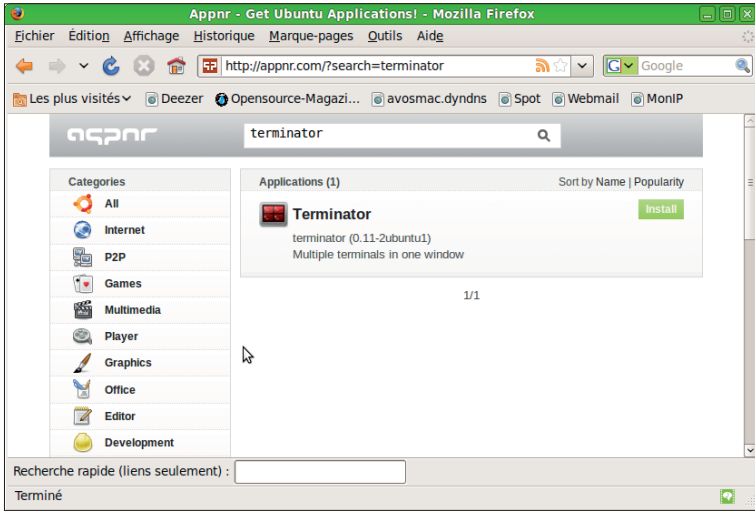 Appnr - Get Ubuntu Applications! - Mozilla Firefox
Fichier Édition Affichage Historique Marque-pages Outils Aide
http://appnr.com/?search=terminator G Google
Les plus visités Deezer Opensource-Magazi... avosmac.dyndns Spot Webmail MonIP
appnr terminator
Categories
All
Internet
P2P
Games
Multimedia
Player
Graphics
Office
Editor
Development
Applications (1) Sort by Name | Popularity
Terminator Install
terminator (0.11-2ubuntu1)
Multiple terminals in one window
1/1
Recherche rapide (liens seulement) :
Terminé